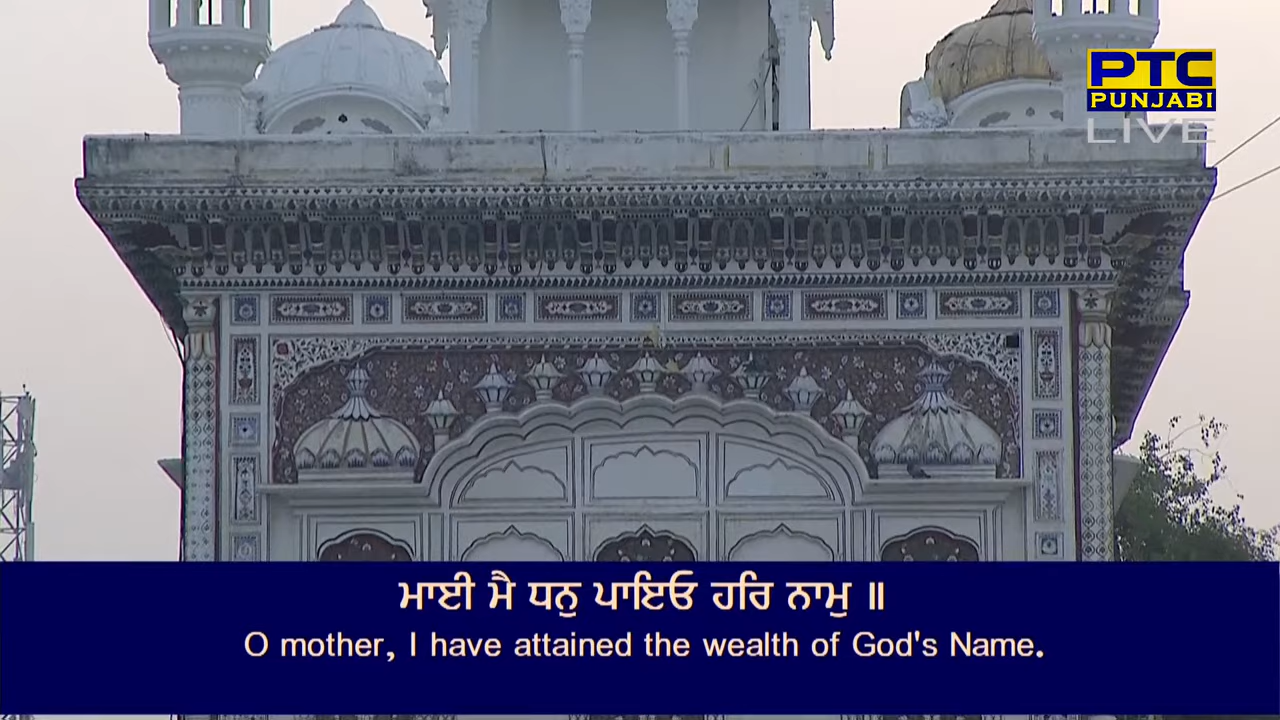 PTC
PUNJABI
LIVE
ਮਾਈ ਮੈ ਧਨੁ ਪਾਇਓ ਹਰਿ ਨਾਮੁ ॥
O mother, I have attained the wealth of God's Name.